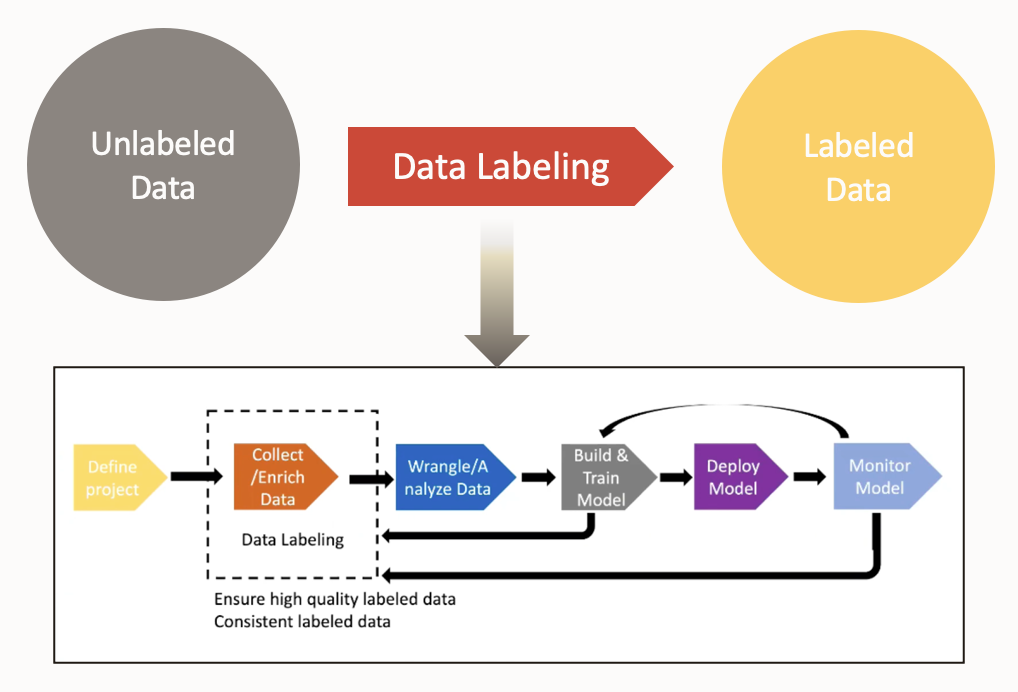 Unlabeled
Data
Data Labeling
Labeled
Data
Define
project
Collect
/Enrich
Data
Data Labeling
Wrangle/A
nalyze Data
Build &
Train
Model
Deploy
Model
Monitor
Model
Ensure high quality labeled data
Consistent labeled data